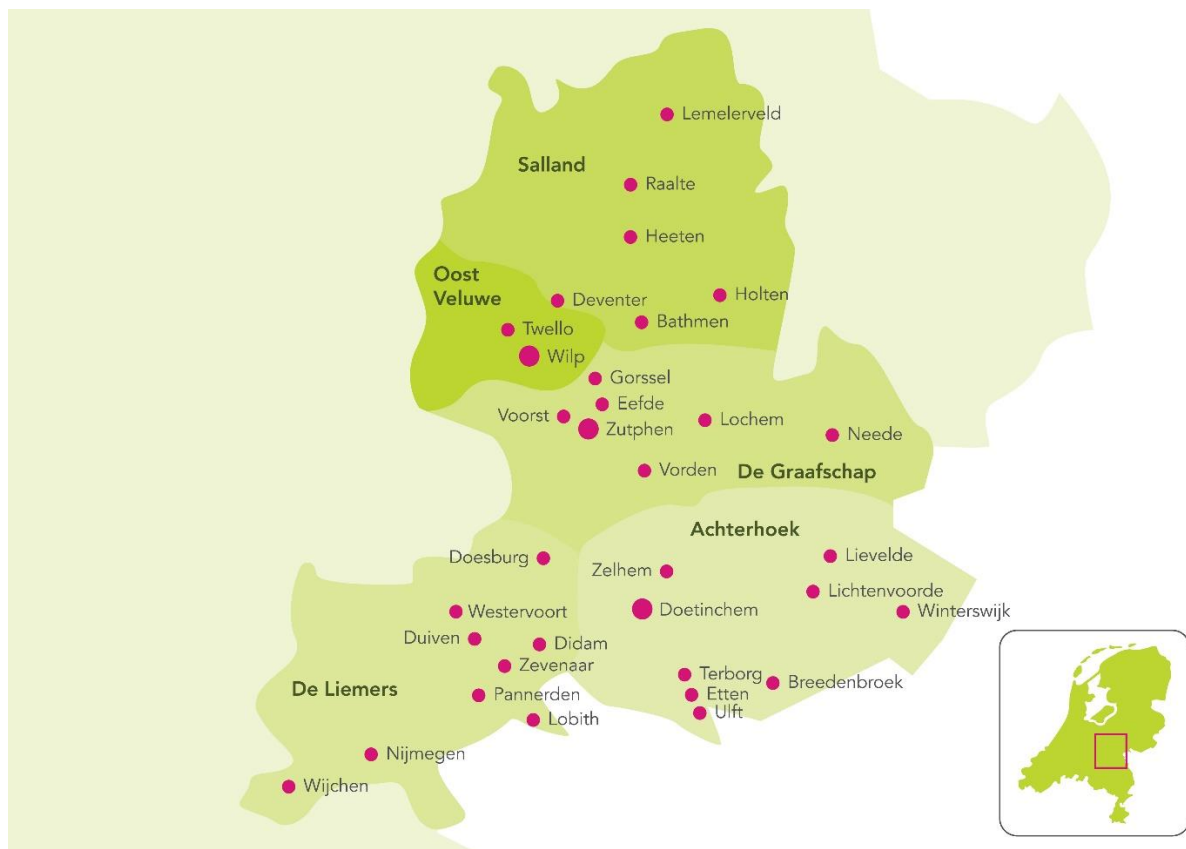 Lemelerveld
Salland
Raalte
Heeten
Oost
Veluwe
Deventer
Holten
Bathmen
Twello
Wilp
Gorssel
Eefde
Voorst
Lochem
Zutphen
Neede
Vorden
De Graafschap
Achterhoek
Doesburg
Lievelde
Zelhem
Lichtenvoorde
Doetinchem
Westervoort
Winterswijk
Duiven
Didam
Zevenaar
Terborg
Breedenbroek
De Liemers
Pannerden
Etten
Ulft
Lobith
Nijmegen
Wijchen